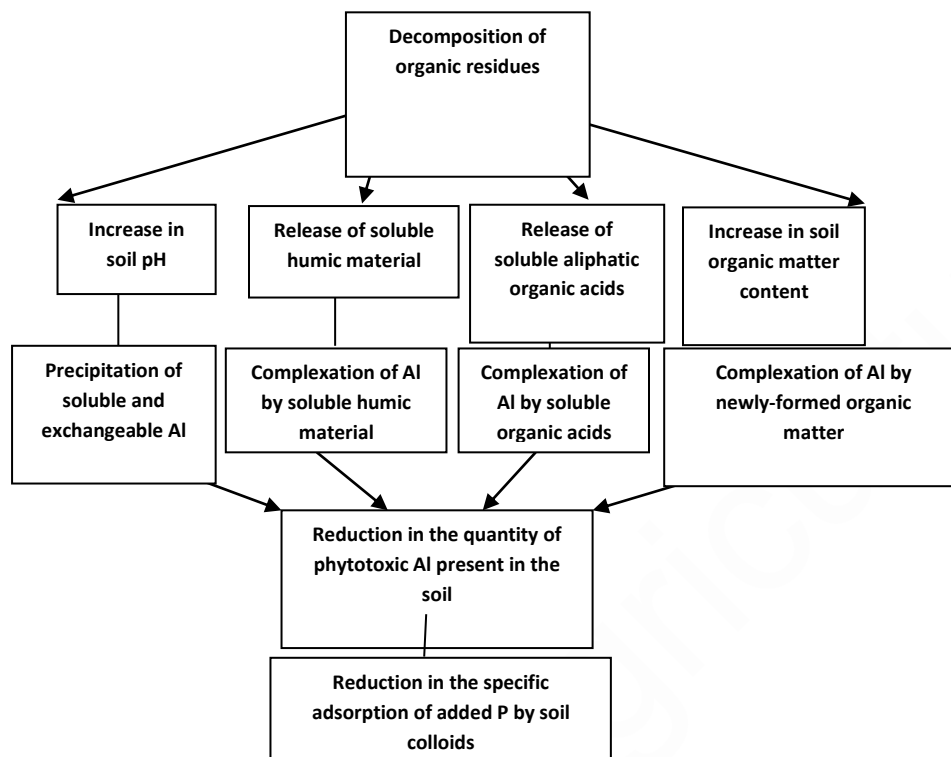 Decomposition of
organic residues
Increase in
soil pH
Release of soluble
humic material
Release of
soluble aliphatic
organic acids
Increase in soil
organic matter
content
Precipitation of
soluble and
exchangeable Al
Complexation of Al
by soluble humic
material
Complexation of
Al by soluble
organic acids
Complexation of Al by
newly-formed organic
matter
Reduction in the quantity of
phytotoxic Al present in the
soil
Reduction in the specific
adsorption of added P by soil
colloids